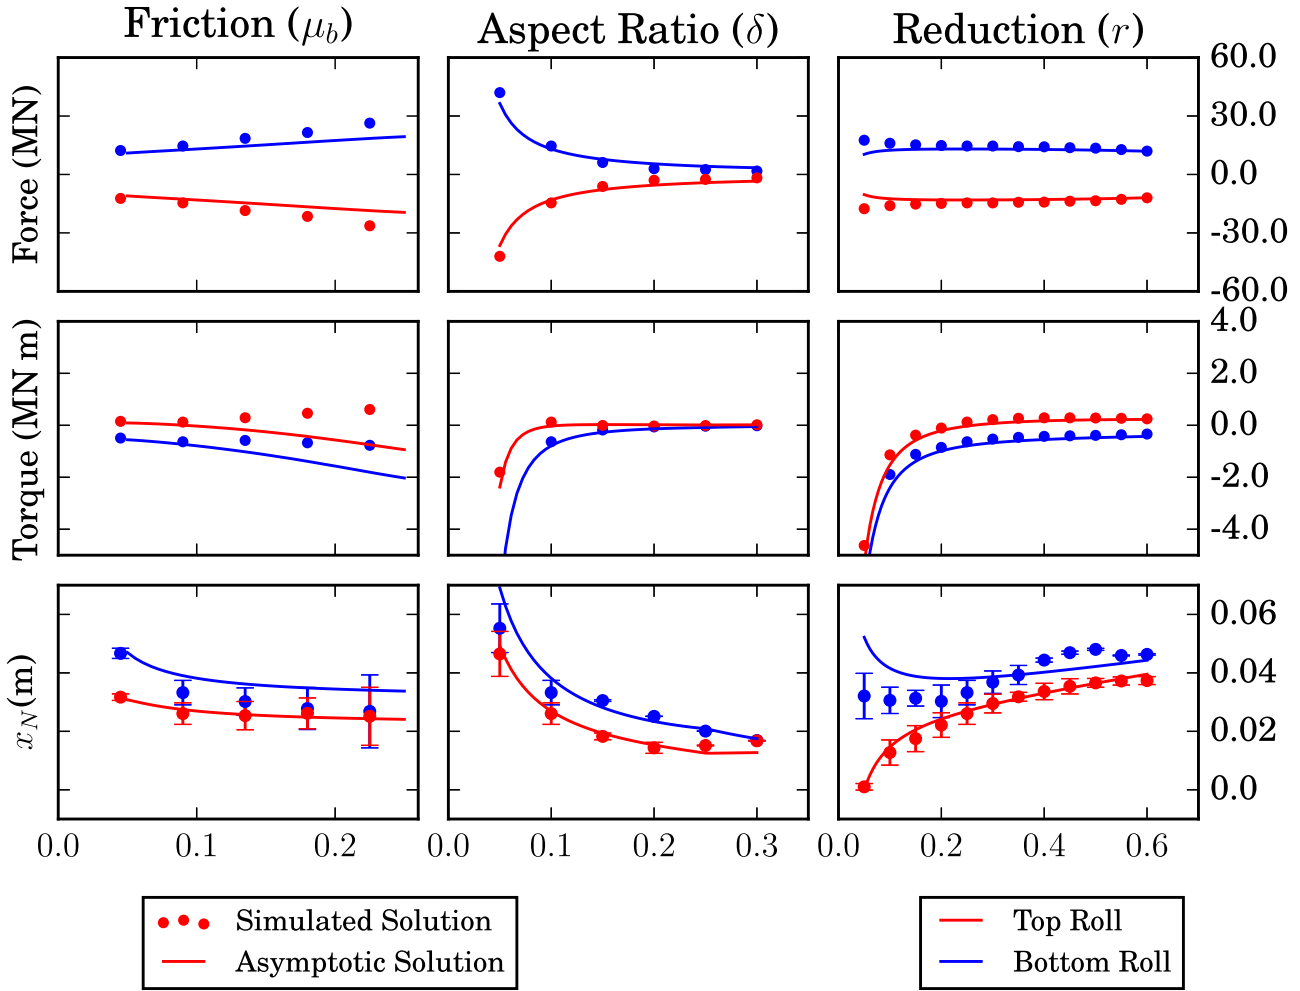 Friction (μ_b)
Aspect Ratio (δ)
Reduction (r)
Force (MN)
60.0
30.0
0.0
-30.0
-60.0
Torque (MN m)
4.0
2.0
0.0
-2.0
-4.0
x_N(m)
0.06
0.04
0.02
0.0
0.0 0.1 0.2
0.0 0.1 0.2 0.3
0.0 0.2 0.4 0.6
Simulated Solution
Asymptotic Solution
Top Roll
Bottom Roll